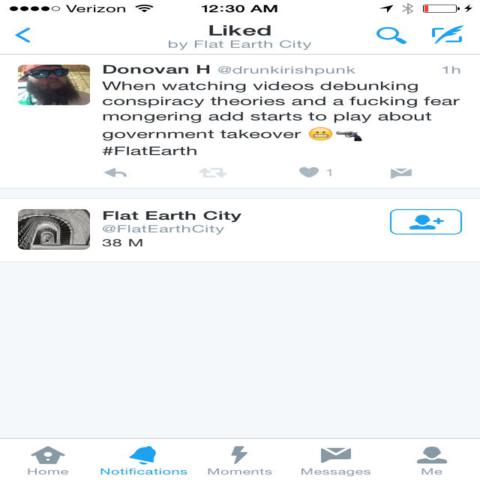 Verizon 12:30 AM
Liked
by Flat Earth City
Donovan H @drunkirishpunk 1h
When watching videos debunking
conspiracy theories and a fucking fear
mongering add starts to play about
government takeover 😬🔫
#FlatEarth
1
Flat Earth City
@FlatEarthCity
38 M
Home Notifications Moments Messages Me